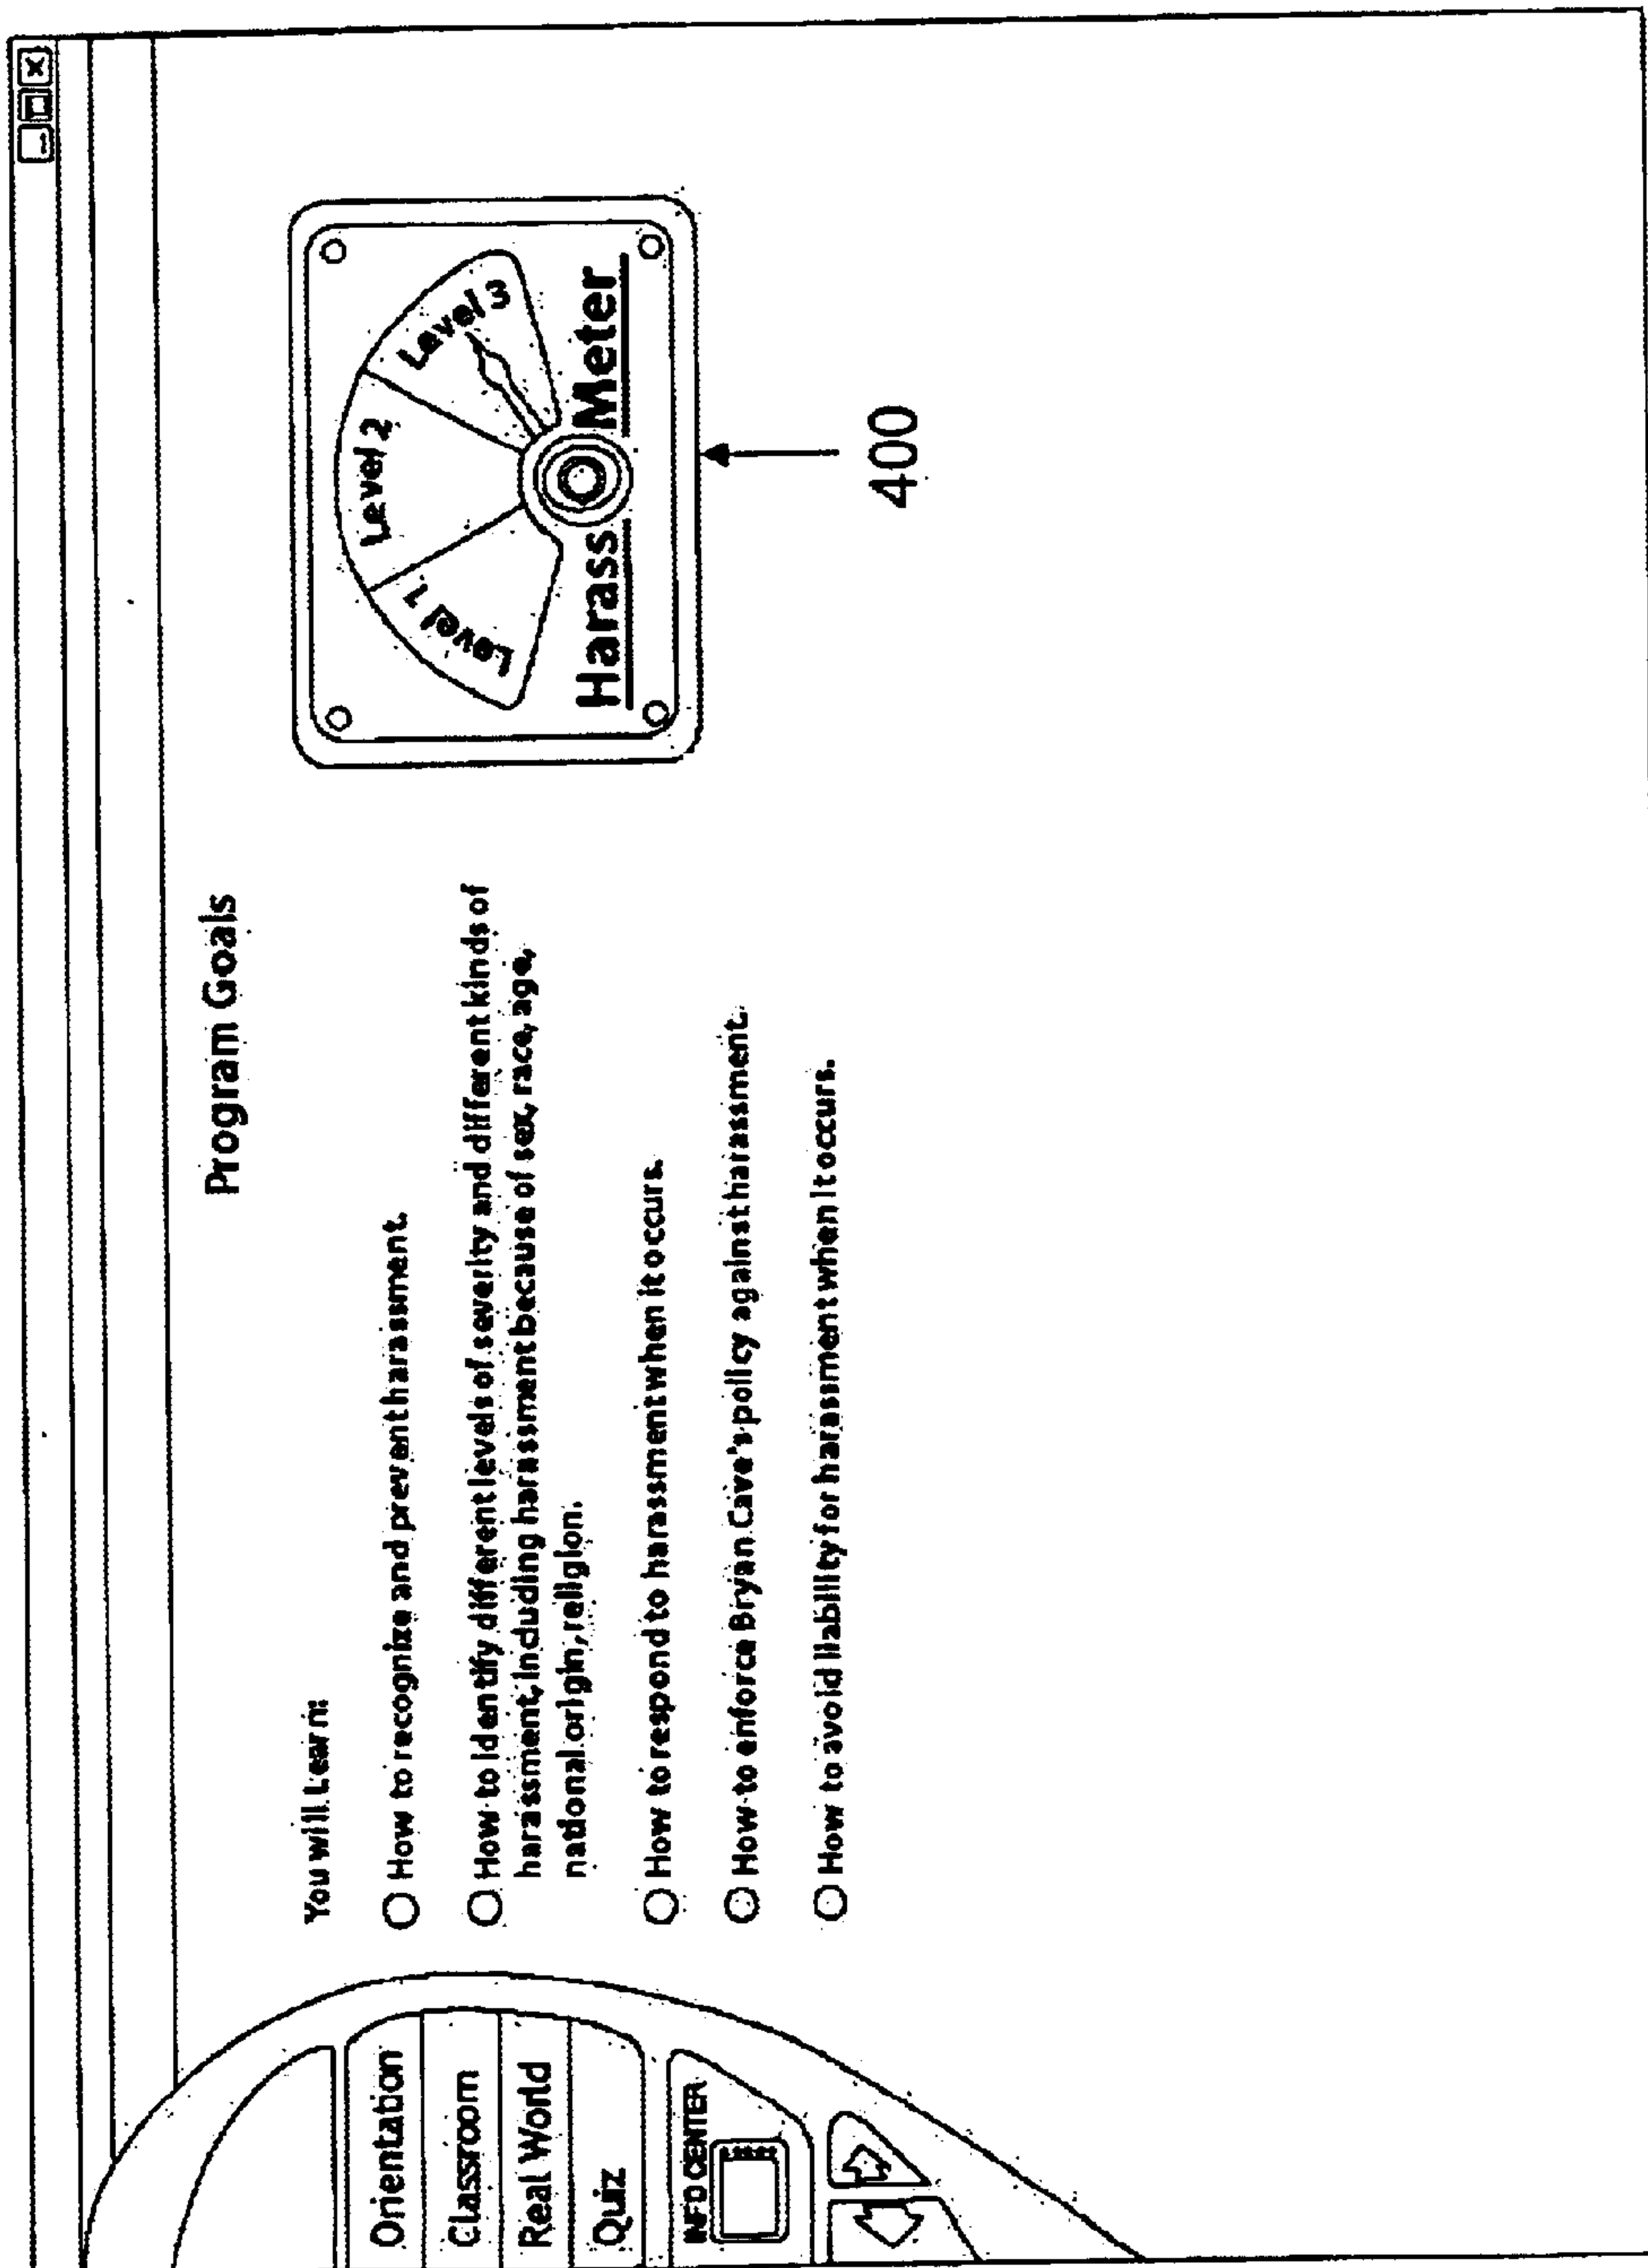 Program Goals
You will Learn:
How to recognize and prevent harassment.
How to identify different levels of severity and different kinds of
harassment, including harassment because of sex, race, age,
national origin, religion.
How to respond to harassment when it occurs.
How to enforce Bryan Cave's policy against harassment.
How to avoid liability for harassment when it occurs.
Level 1
Level 2
Level 3
Harass Meter
400
Orientation
Classroom
Real World
Quiz
INFO CENTER